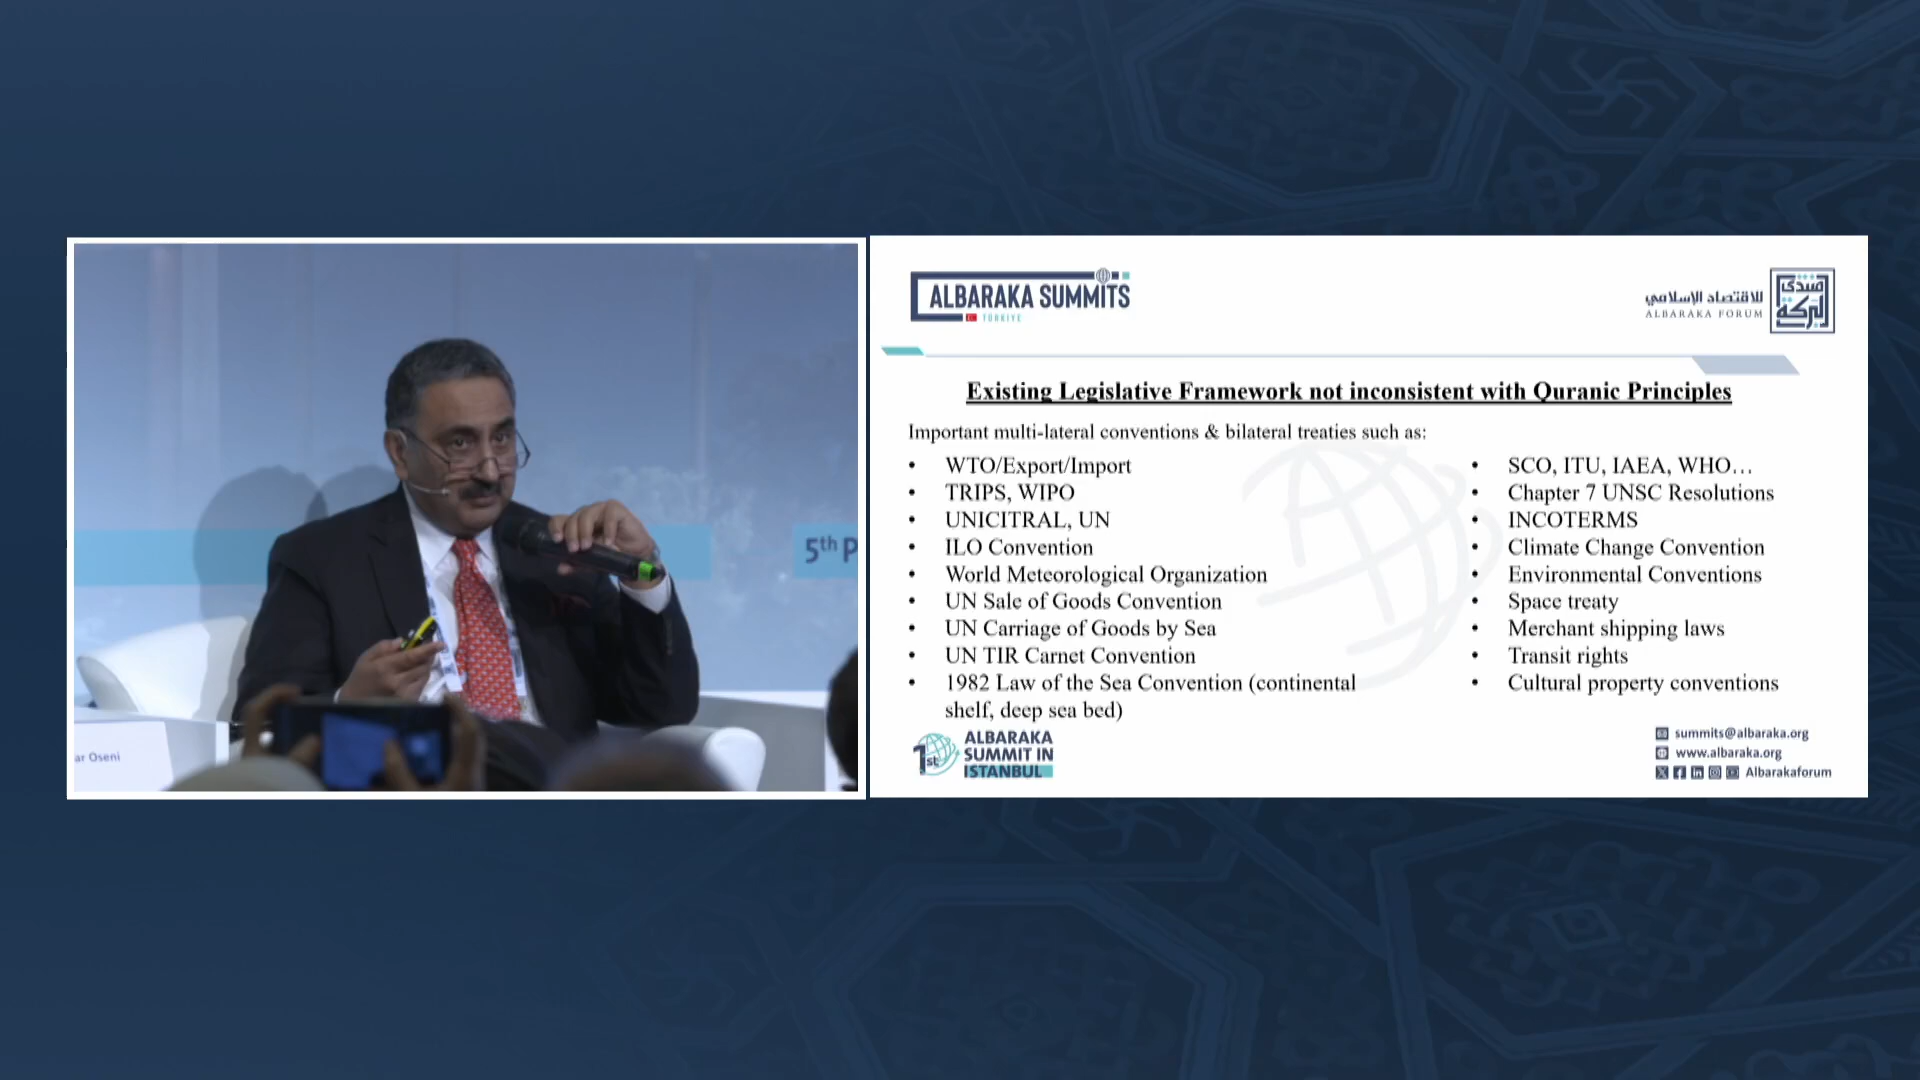 5th P
ar Oseni
ALBARAKA SUMMITS
TÜRKİYE
منتدى البركة
للاقتصاد الإسلامي
ALBARAKA FORUM
Existing Legislative Framework not inconsistent with Quranic Principles
Important multi-lateral conventions & bilateral treaties such as:
• WTO/Export/Import
• TRIPS, WIPO
• UNICITRAL, UN
• ILO Convention
• World Meteorological Organization
• UN Sale of Goods Convention
• UN Carriage of Goods by Sea
• UN TIR Carnet Convention
• 1982 Law of the Sea Convention (continental
shelf, deep sea bed)
• SCO, ITU, IAEA, WHO…
• Chapter 7 UNSC Resolutions
• INCOTERMS
• Climate Change Convention
• Environmental Conventions
• Space treaty
• Merchant shipping laws
• Transit rights
• Cultural property conventions
1st
ALBARAKA
SUMMIT IN
ISTANBUL
summits@albaraka.org
www.albaraka.org
Albarakaforum